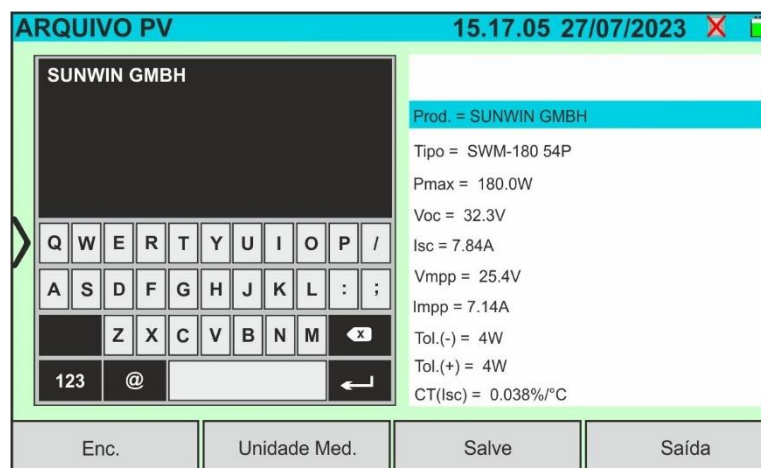 ARQUIVO PV 15.17.05 27/07/2023
SUNWIN GMBH
Q W E R T Y U I O P /
A S D F G H J K L : ;
Z X C V B N M x
123 @
Prod. = SUNWIN GMBH
Tipo = SWM-180 54P
Pmax = 180.0W
Voc = 32.3V
Isc = 7.84A
Vmpp = 25.4V
Impp = 7.14A
Tol.(-) = 4W
Tol.(+) = 4W
CT(Isc) = 0.038%/°C
Enc. Unidade Med. Salve Saída